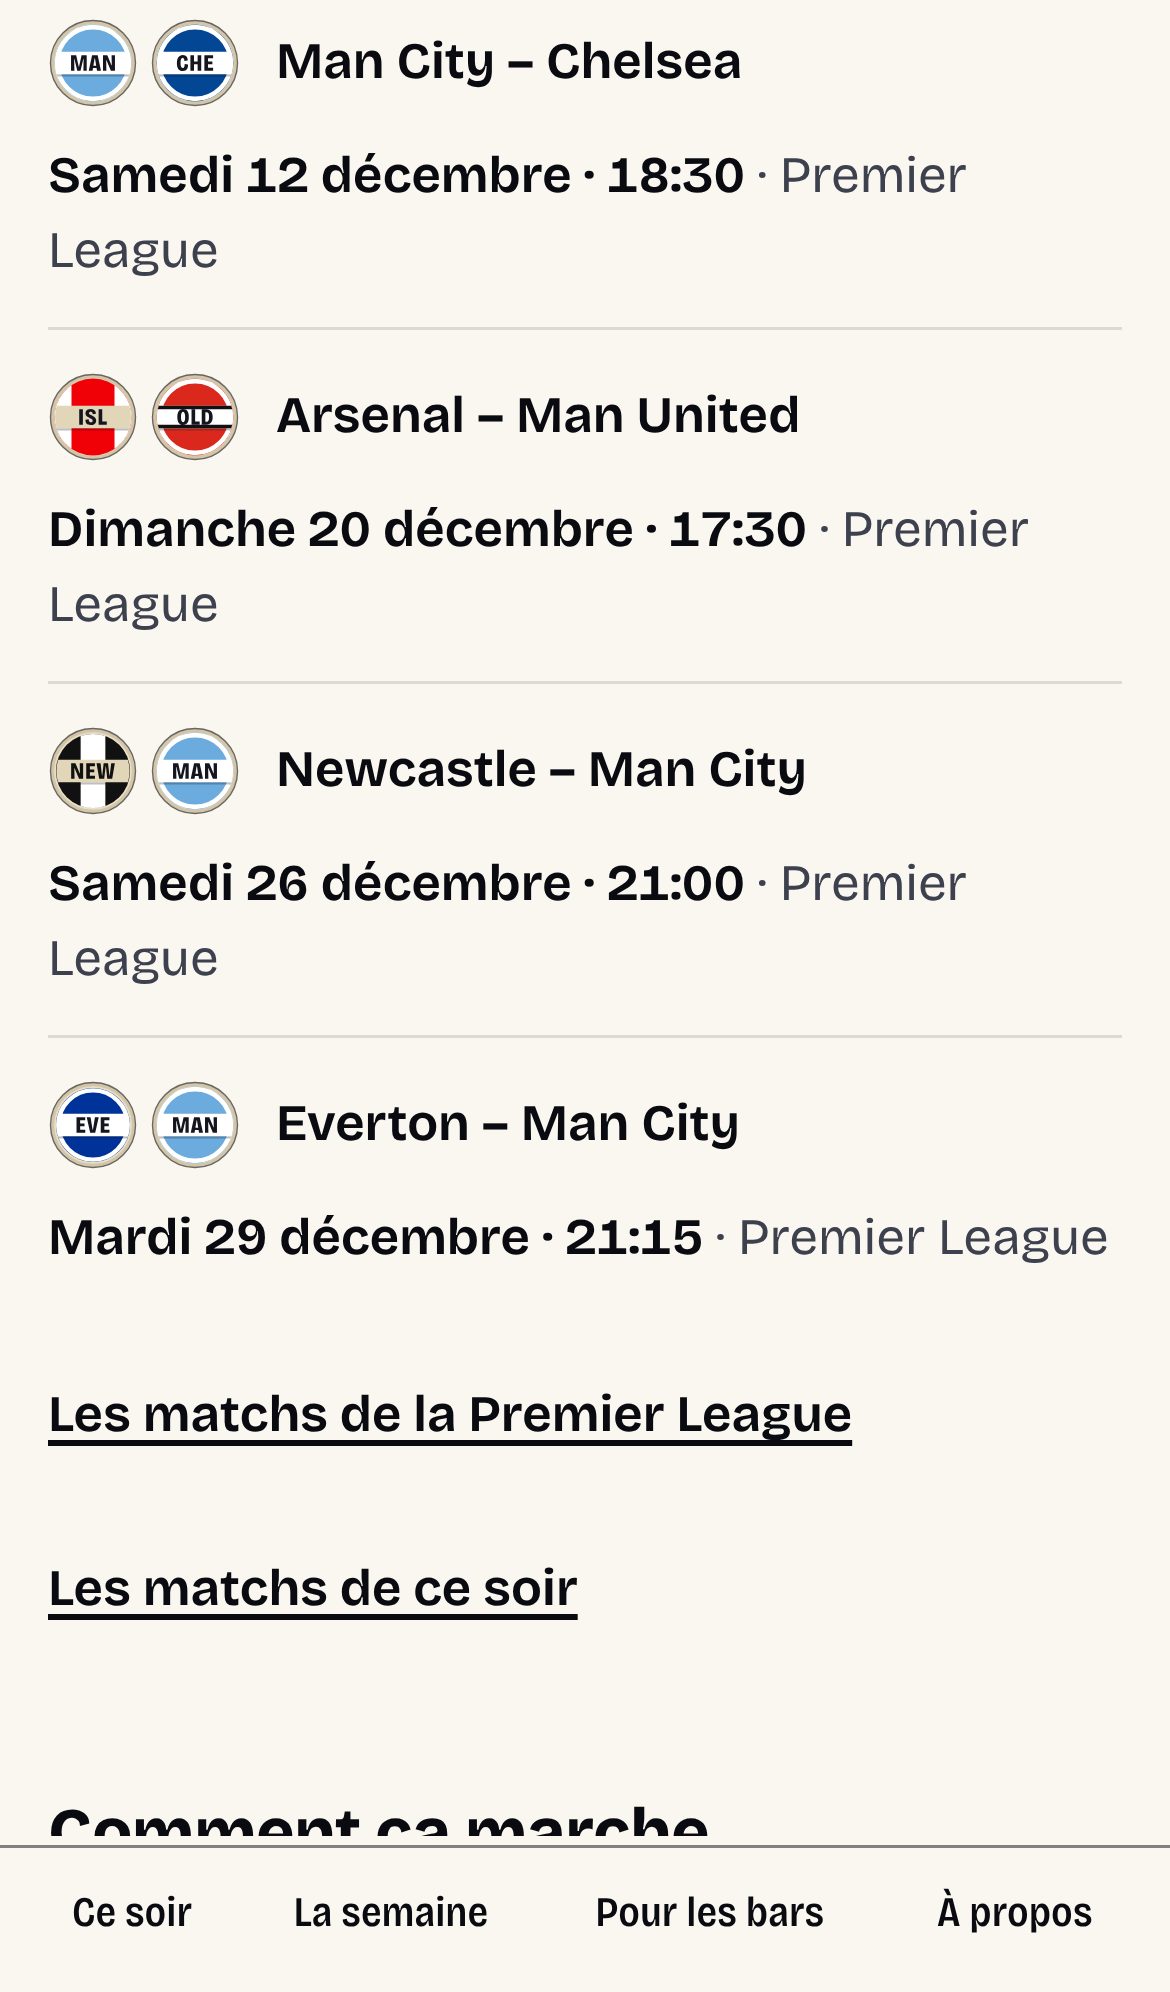 MAN CHE Man City – Chelsea
Samedi 12 décembre · 18:30 · Premier
League
ISL OLD Arsenal – Man United
Dimanche 20 décembre · 17:30 · Premier
League
NEW MAN Newcastle – Man City
Samedi 26 décembre · 21:00 · Premier
League
EVE MAN Everton – Man City
Mardi 29 décembre · 21:15 · Premier League
Les matchs de la Premier League
Les matchs de ce soir
Comment ça marche
Ce soir La semaine Pour les bars À propos